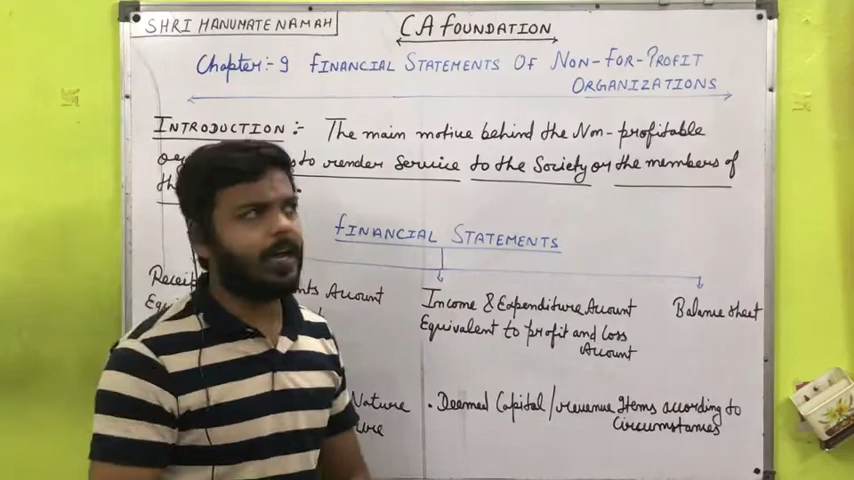 SHRI HANUMATE NAMAH
CA FOUNDATION
Chapter:- 9 FINANCIAL STATEMENTS OF NON-FOR-PROFIT
ORGANIZATIONS
INTRODUCTION :- The main motive behind the Non-profitable
to render service to the Society or the members of
FINANCIAL STATEMENTS
Account
Income & Expenditure Account
Balance sheet
Equivalent to profit and loss
Account
Nature
• Deemed Capital/revenue Items according to
Circumstances